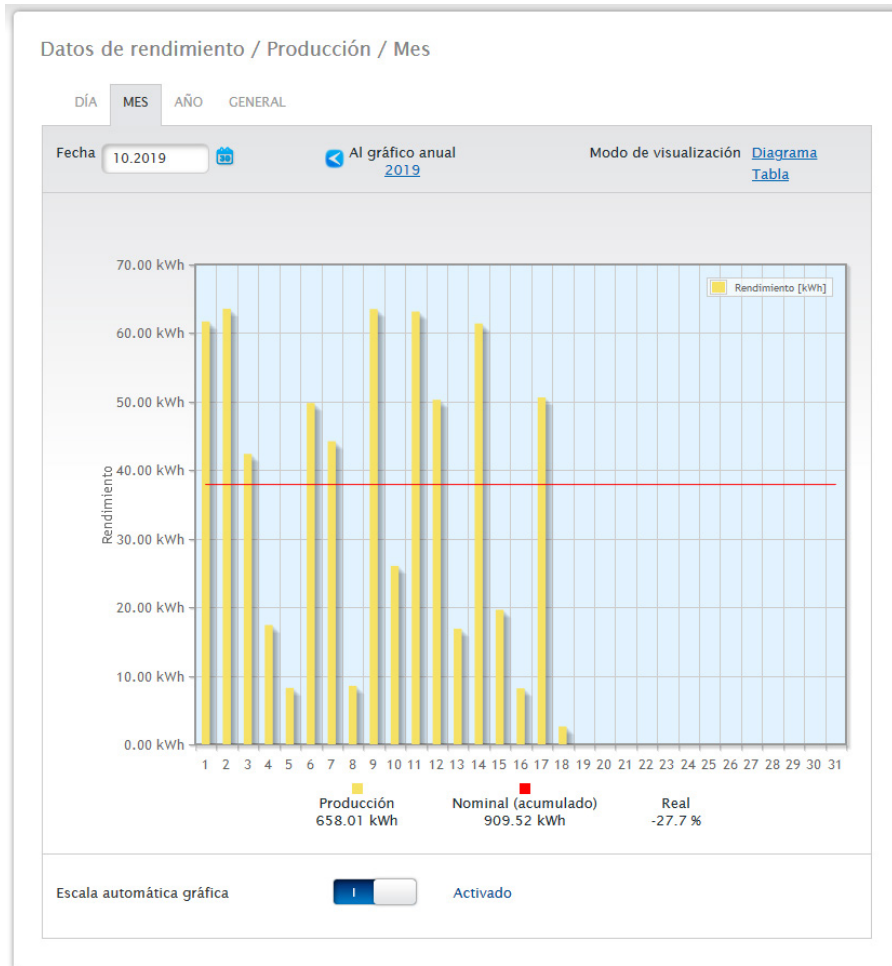 Datos de rendimiento / Producción / Mes
DÍA MES AÑO GENERAL
Fecha 10.2019 30 Al gráfico anual Modo de visualización Diagrama
2019 Tabla
70.00 kWh
Rendimiento [kWh]
60.00 kWh
50.00 kWh
40.00 kWh
Rendimiento
30.00 kWh
20.00 kWh
10.00 kWh
0.00 kWh
1 2 3 4 5 6 7 8 9 10 11 12 13 14 15 16 17 18 19 20 21 22 23 24 25 26 27 28 29 30 31
Producción Nominal (acumulado) Real
658.01 kWh 909.52 kWh -27.7 %
Escala automática gráfica I Activado